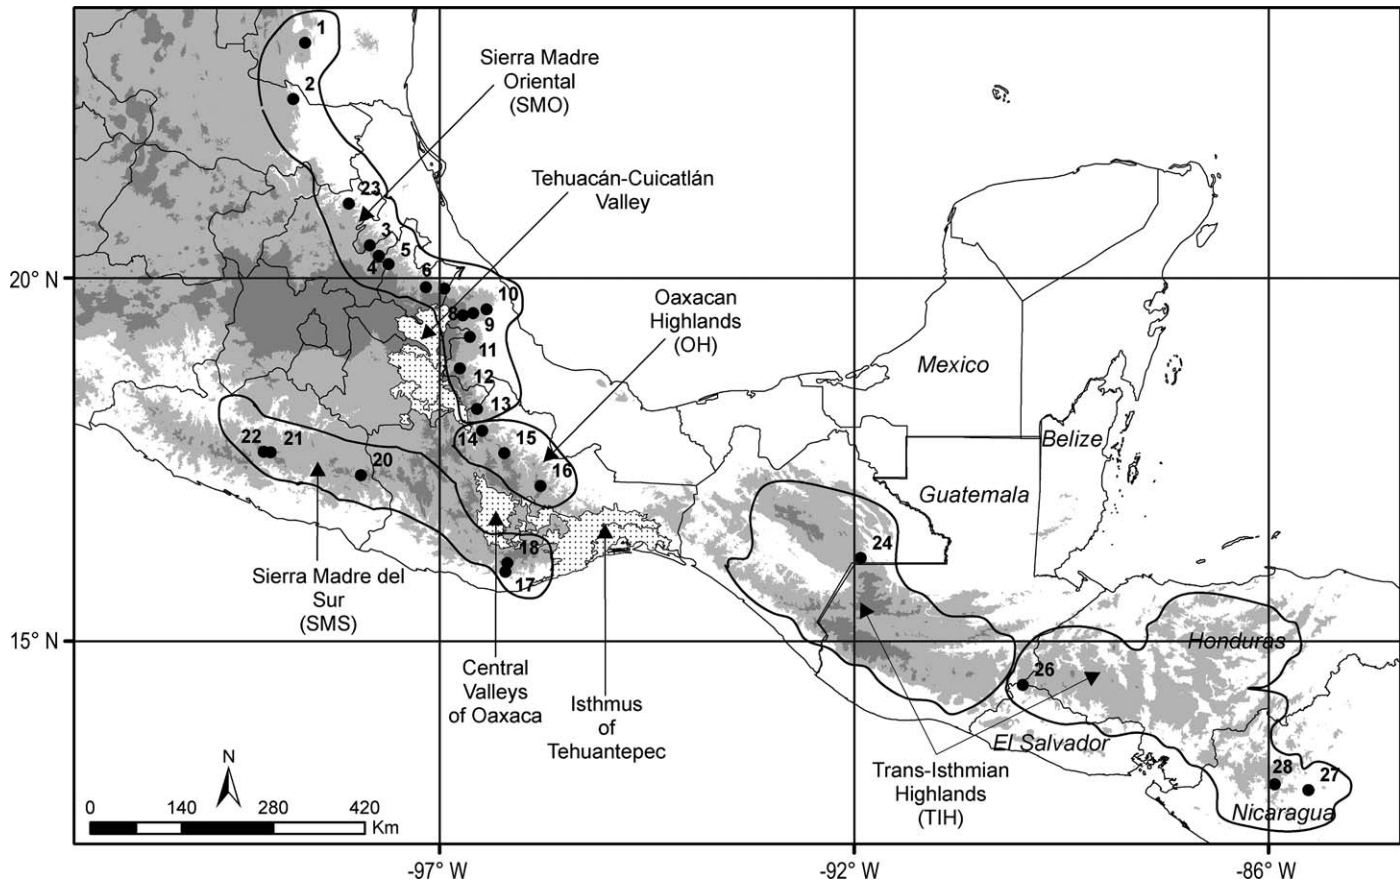 1
2
Sierra Madre
Oriental
(SMO)
Tehuacán-Cuicatlán
Valley
23
3
5
4
20° N
6
7
Oaxacan
Highlands
(OH)
8
10
9
11
12
13
Mexico
Belize
14
15
16
22
21
20
Guatemala
24
18
17
Sierra Madre del
Sur
(SMS)
15° N
Honduras
Central
Valleys
of Oaxaca
Isthmus
of
Tehuantepec
26
El Salvador
Trans-Isthmian
Highlands
(TIH)
28
27
Nicaragua
N
0 140 280 420
Km
-97° W
-92° W
-86° W